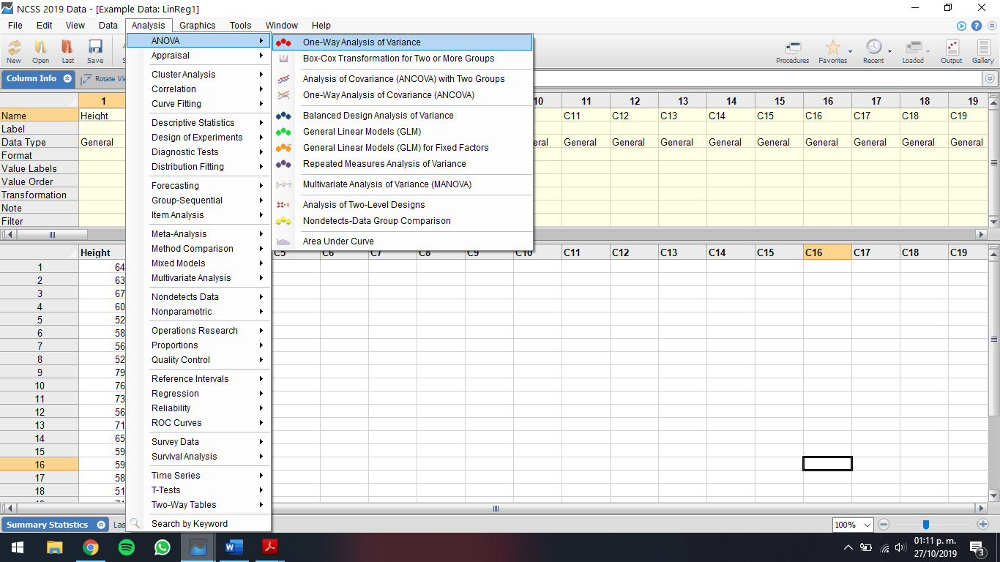 NCSS 2019 Data - [Example Data: LinReg1]
File Edit View Data Analysis Graphics Tools Window Help
New Open Last Save Procedures Favorites Recent Loaded Output Gallery
Column Info Rotate Vie
1 10 11 12 13 14 15 16 17 18 19
Name Height C11 C12 C13 C14 C15 C16 C17 C18 C19
Label
Data Type General eral General General General General General General General General General
Format
Value Labels
Value Order
Transformation
Note
Filter
Height C5 C6 C7 C8 C9 C10 C11 C12 C13 C14 C15 C16 C17 C18 C19
1 64
2 63
3 67
4 60
5 52
6 58
7 56
8 52
9 79
10 76
11 73
12 56
13 71
14 65
15 59
16 59
17 58
18 51
ANOVA
Appraisal
Cluster Analysis
Correlation
Curve Fitting
Descriptive Statistics
Design of Experiments
Diagnostic Tests
Distribution Fitting
Forecasting
Group-Sequential
Item Analysis
Meta-Analysis
Method Comparison
Mixed Models
Multivariate Analysis
Nondetects Data
Nonparametric
Operations Research
Proportions
Quality Control
Reference Intervals
Regression
Reliability
ROC Curves
Survey Data
Survival Analysis
Time Series
T-Tests
Two-Way Tables
Search by Keyword
One-Way Analysis of Variance
Box-Cox Transformation for Two or More Groups
Analysis of Covariance (ANCOVA) with Two Groups
One-Way Analysis of Covariance (ANCOVA)
Balanced Design Analysis of Variance
General Linear Models (GLM)
General Linear Models (GLM) for Fixed Factors
Repeated Measures Analysis of Variance
Multivariate Analysis of Variance (MANOVA)
Analysis of Two-Level Designs
Nondetects-Data Group Comparison
Area Under Curve
Summary Statistics Las 100%
01:11 p. m.
27/10/2019
3